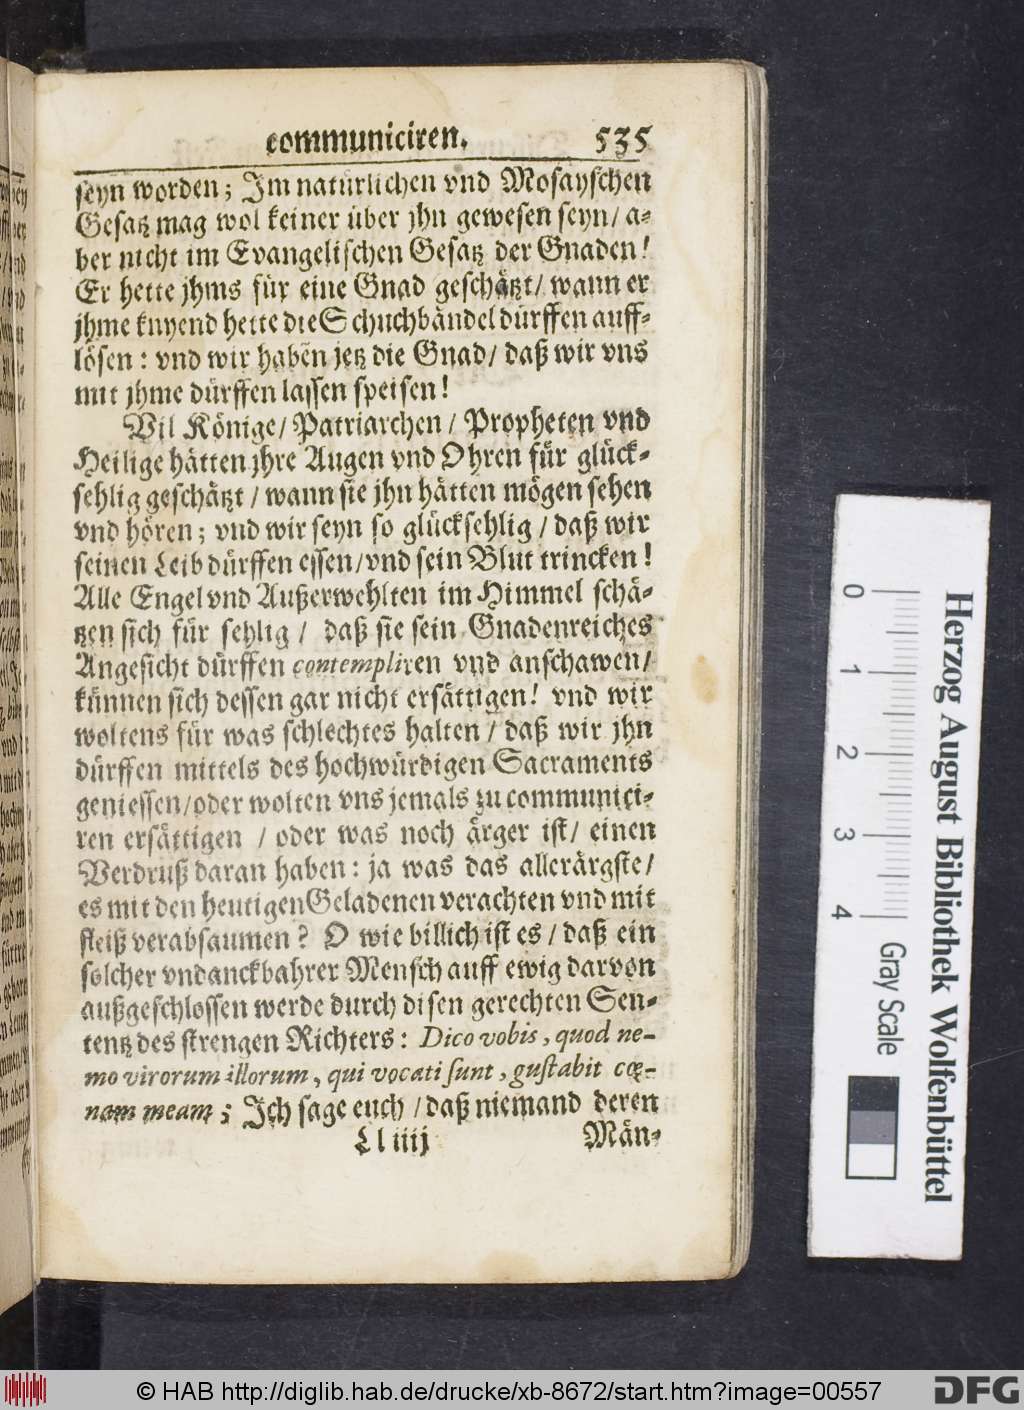 communiciren. 535
seyn worden; Im natürlichen vnd Mosayschen
Gesatz mag wol keiner über jhn gewesen seyn/ a-
ber nicht im Evangelischen Gesatz der Gnaden!
Er hette jhms für eine Gnad geschätzt/ wann er
jhme knyend hette die Schuchbändel dürffen auff-
lösen: vnd wir habẽn jetz die Gnad/ daß wir vns
mit jhme dürffen lassen speisen!
Vil Könige/ Patriarchen/ Propheten vnd
Heilige hätten jhre Augen vnd Ohren für glück-
sehlig geschätzt/ wann sie jhn hätten mögen sehen
vnd hören; vnd wir seyn so glücksehlig/ daß wir
seinen Leib dürffen essen/ vnd sein Blut trincken!
Alle Engel vnd Außerwehlten im Himmel schä-
tzen sich für sehlig/ daß sie sein Gnadenreiches
Angesicht dürffen contempliren vnd anschawen/
künnen sich dessen gar nicht ersättigen! vnd wir
woltens für was schlechtes halten/ daß wir jhn
dürffen mittels des hochwürdigen Sacraments
geniessen/ oder wolten vns jemals zu communici-
ren ersättigen / oder was noch ärger ist/ einen
Verdruß daran haben: ja was das allerärgste/
es mit den heutigen Geladenen verachten vnd mit
fleiß verabsaumen? O wie billich ist es/ daß ein
solcher vndanckbahrer Mensch auff ewig darvon
außgeschlossen werde durch disen gerechten Sen-
tentz des strengen Richters: Dico vobis, quod ne-
mo virorum illorum, qui vocati sunt, gustabit cœ-
nam meam; Ich sage euch/ daß niemand deren
Ll iiij Män-
0 1 2 3 4
Gray Scale
Herzog August Bibliothek Wolfenbüttel
© HAB http://diglib.hab.de/drucke/xb-8672/start.htm?image=00557
DFG